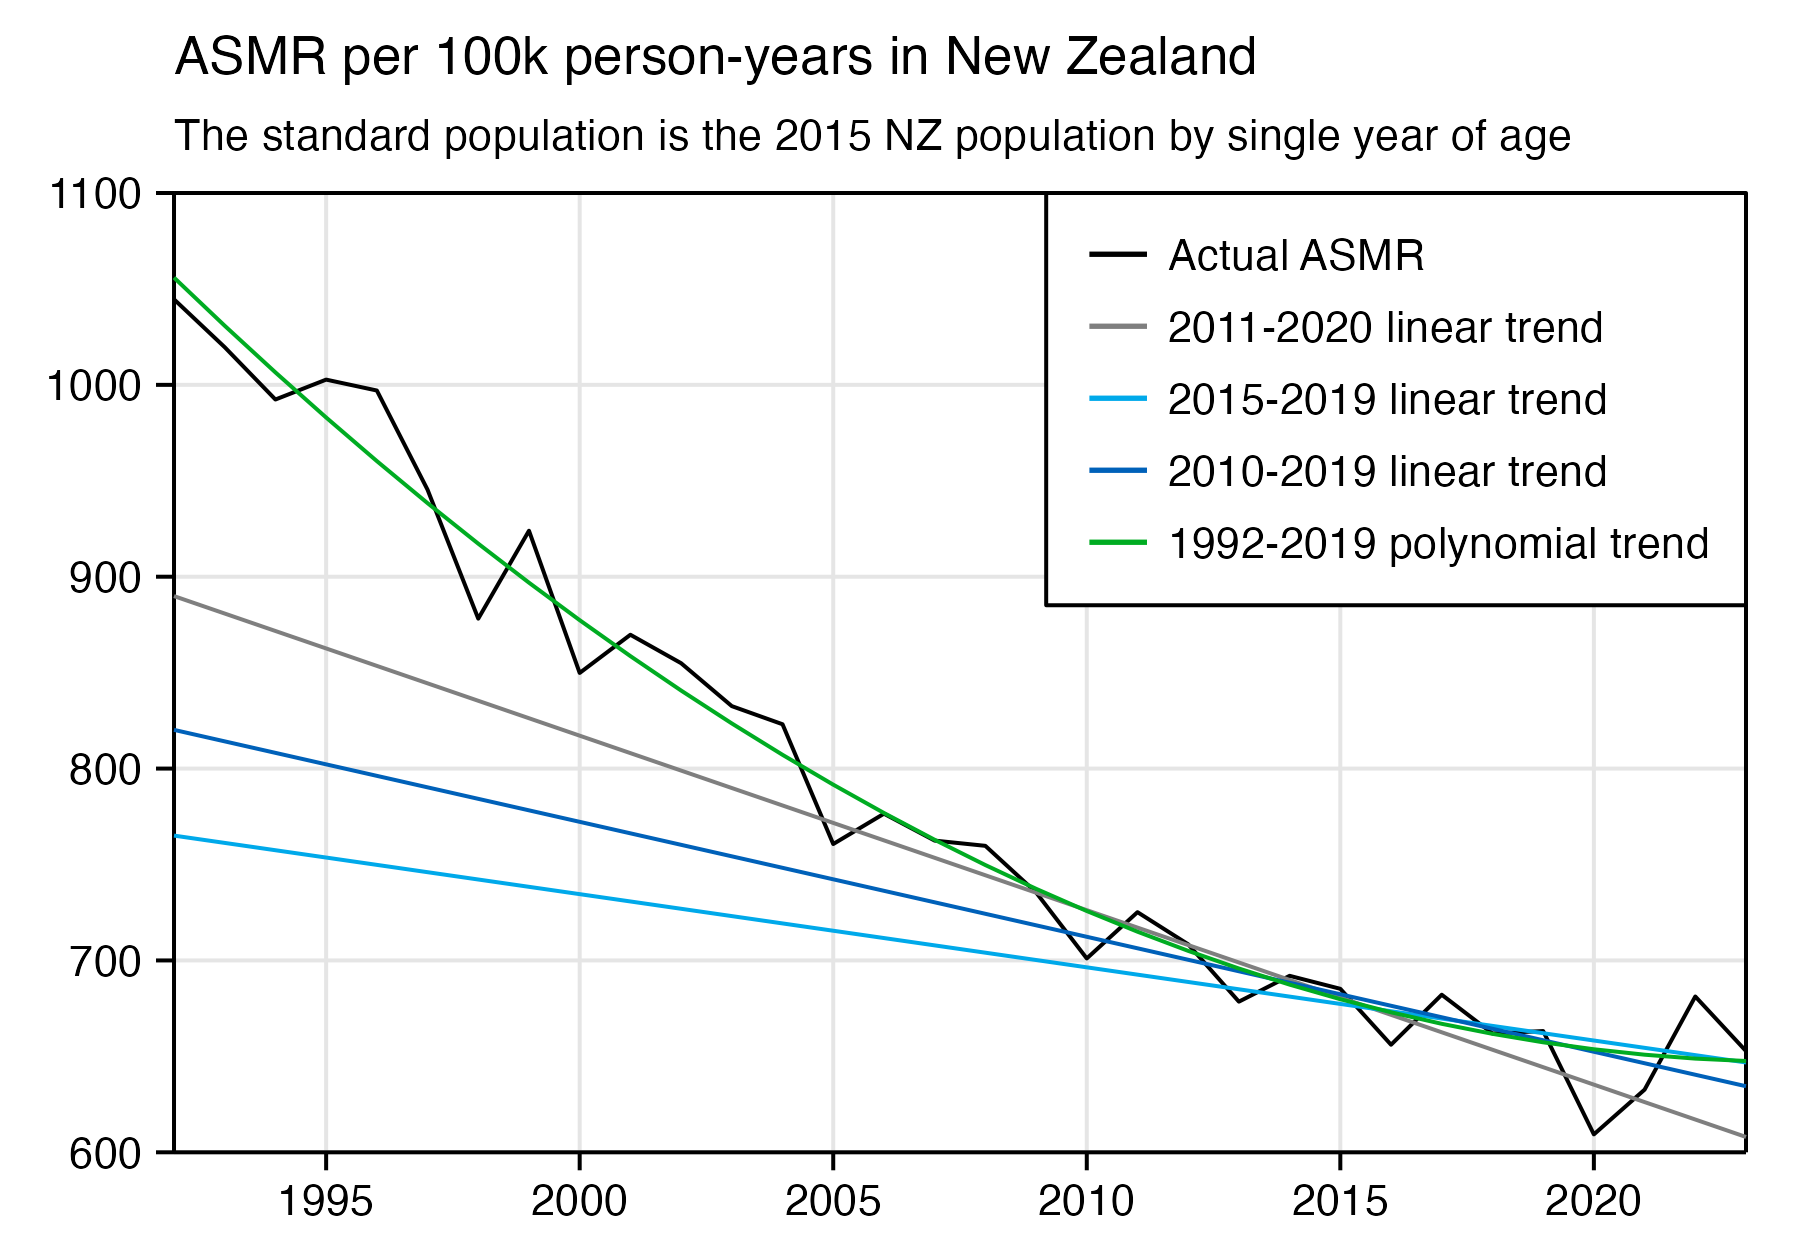 ASMR per 100k person-years in New Zealand
The standard population is the 2015 NZ population by single year of age
1100
1000
900
800
700
600
Actual ASMR
2011-2020 linear trend
2015-2019 linear trend
2010-2019 linear trend
1992-2019 polynomial trend
1995
2000
2005
2010
2015
2020